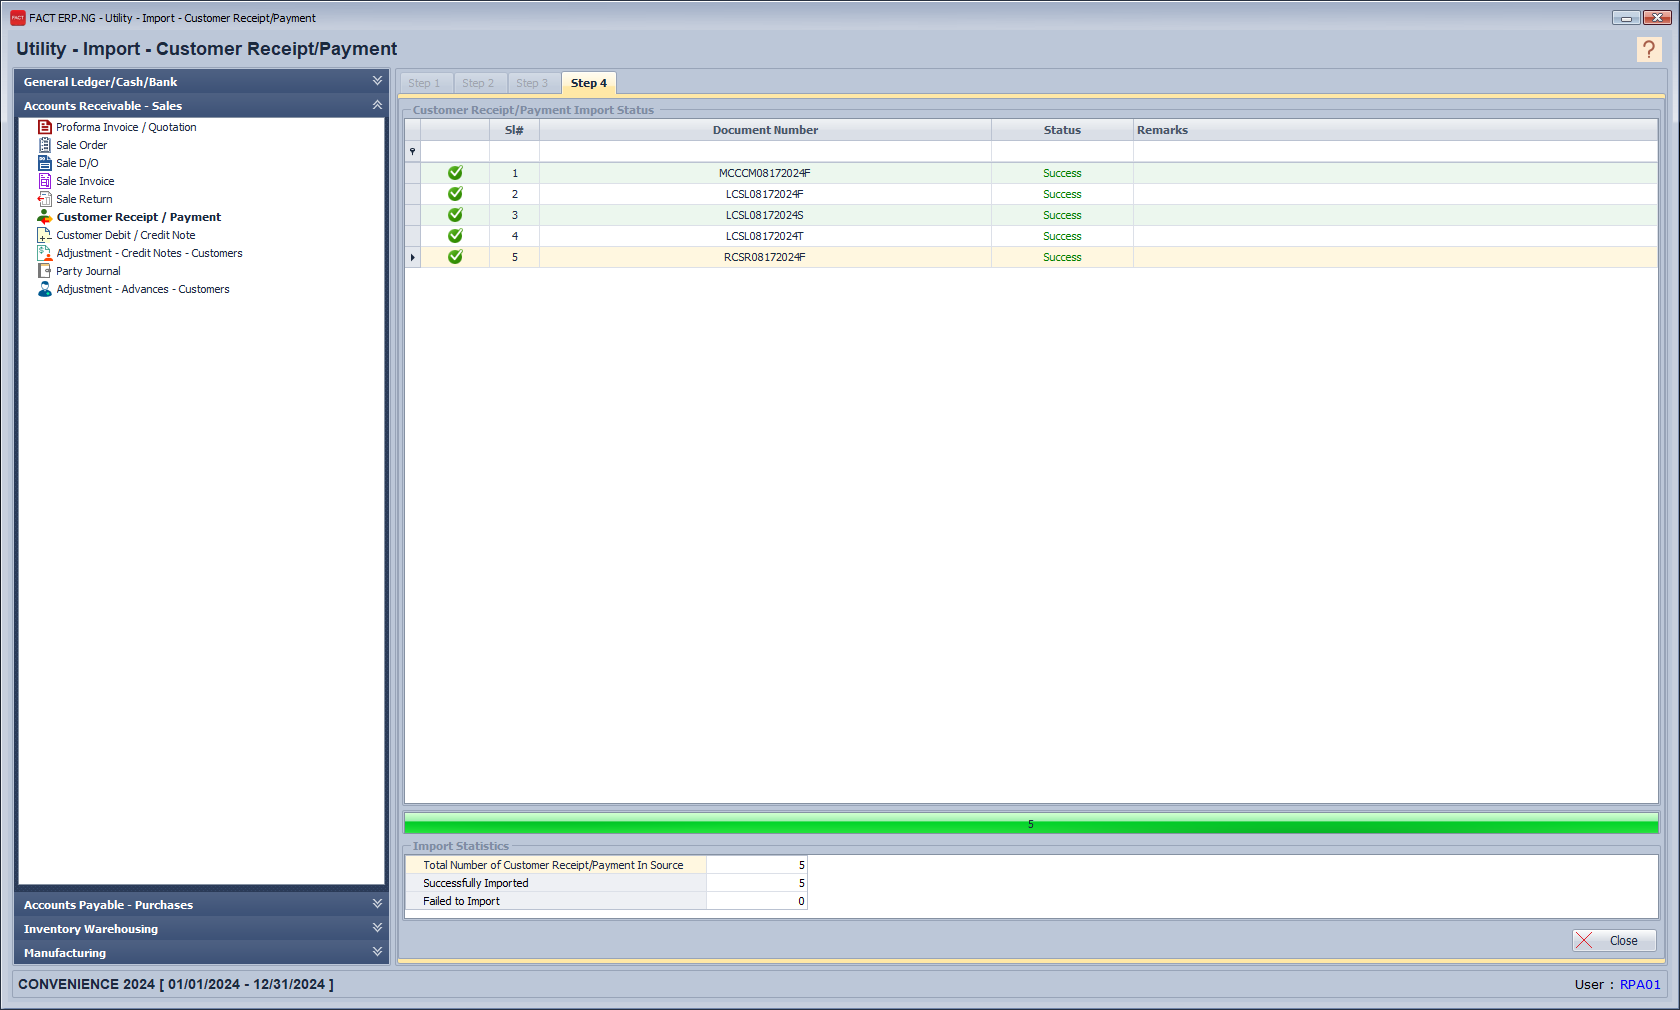 FACT FACT ERP.NG - Utility - Import - Customer Receipt/Payment
Utility - Import - Customer Receipt/Payment
?
General Ledger/Cash/Bank
Accounts Receivable - Sales
Proforma Invoice / Quotation
Sale Order
Sale D/O
Sale Invoice
Sale Return
Customer Receipt / Payment
Customer Debit / Credit Note
Adjustment - Credit Notes - Customers
Party Journal
Adjustment - Advances - Customers
Accounts Payable - Purchases
Inventory Warehousing
Manufacturing
Step 1 Step 2 Step 3 Step 4
Customer Receipt/Payment Import Status
Sl# Document Number Status Remarks
1 MCCCM08172024F Success
2 LCSL08172024F Success
3 LCSL08172024S Success
4 LCSL08172024T Success
5 RCSR08172024F Success
5
Import Statistics
Total Number of Customer Receipt/Payment In Source 5
Successfully Imported 5
Failed to Import 0
Close
CONVENIENCE 2024 [ 01/01/2024 - 12/31/2024 ]
User : RPA01